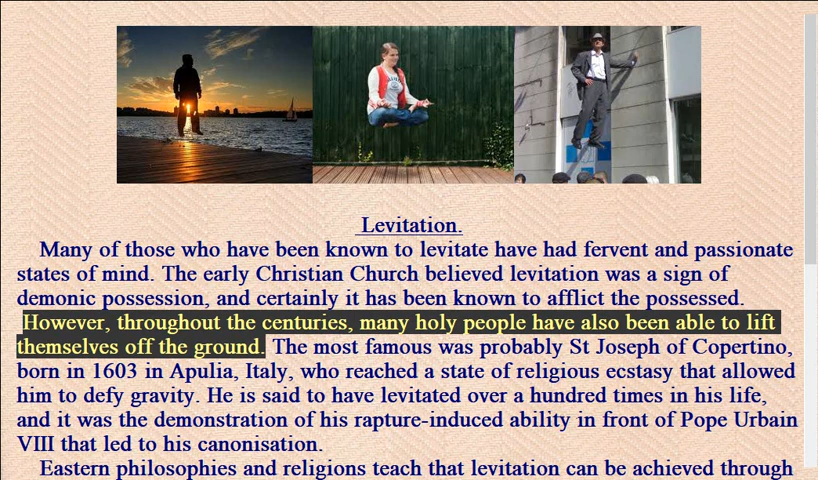 Levitation.
Many of those who have been known to levitate have had fervent and passionate
states of mind. The early Christian Church believed levitation was a sign of
demonic possession, and certainly it has been known to afflict the possessed.
However, throughout the centuries, many holy people have also been able to lift
themselves off the ground. The most famous was probably St Joseph of Copertino,
born in 1603 in Apulia, Italy, who reached a state of religious ecstasy that allowed
him to defy gravity. He is said to have levitated over a hundred times in his life,
and it was the demonstration of his rapture-induced ability in front of Pope Urbain
VIII that led to his canonisation.
Eastern philosophies and religions teach that levitation can be achieved through